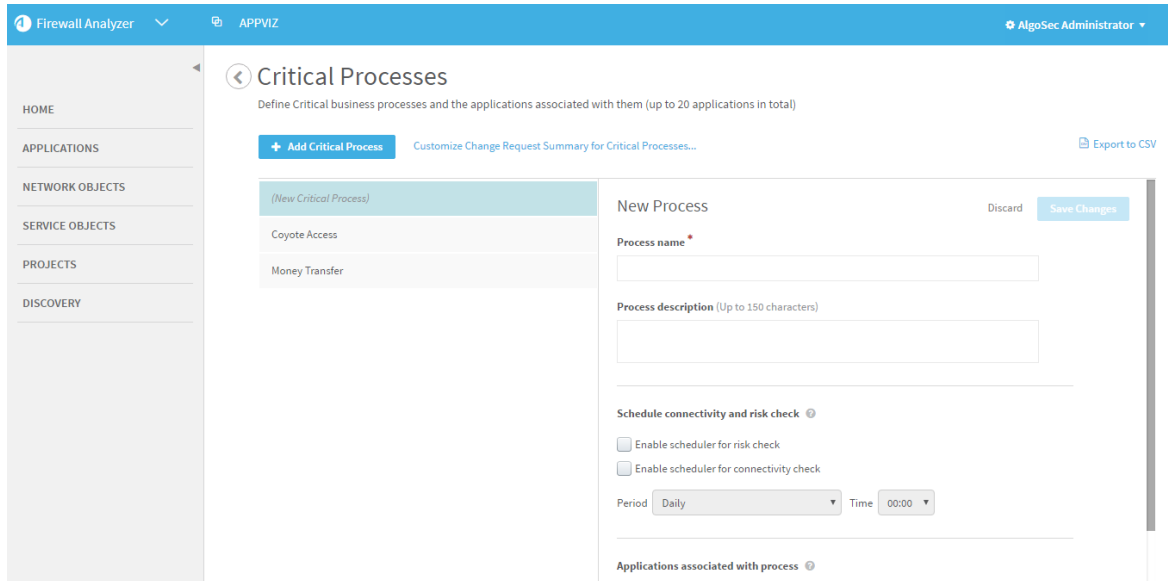 Firewall Analyzer
APPVIZ
AlgoSec Administrator
HOME
APPLICATIONS
NETWORK OBJECTS
SERVICE OBJECTS
PROJECTS
DISCOVERY
Critical Processes
Define Critical business processes and the applications associated with them (up to 20 applications in total)
+ Add Critical Process
Customize Change Request Summary for Critical Processes...
Export to CSV
(New Critical Process)
Coyote Access
Money Transfer
New Process
Discard
Save Changes
Process name *
Process description (Up to 150 characters)
Schedule connectivity and risk check ?
Enable scheduler for risk check
Enable scheduler for connectivity check
Period Daily Time 00:00
Applications associated with process ?